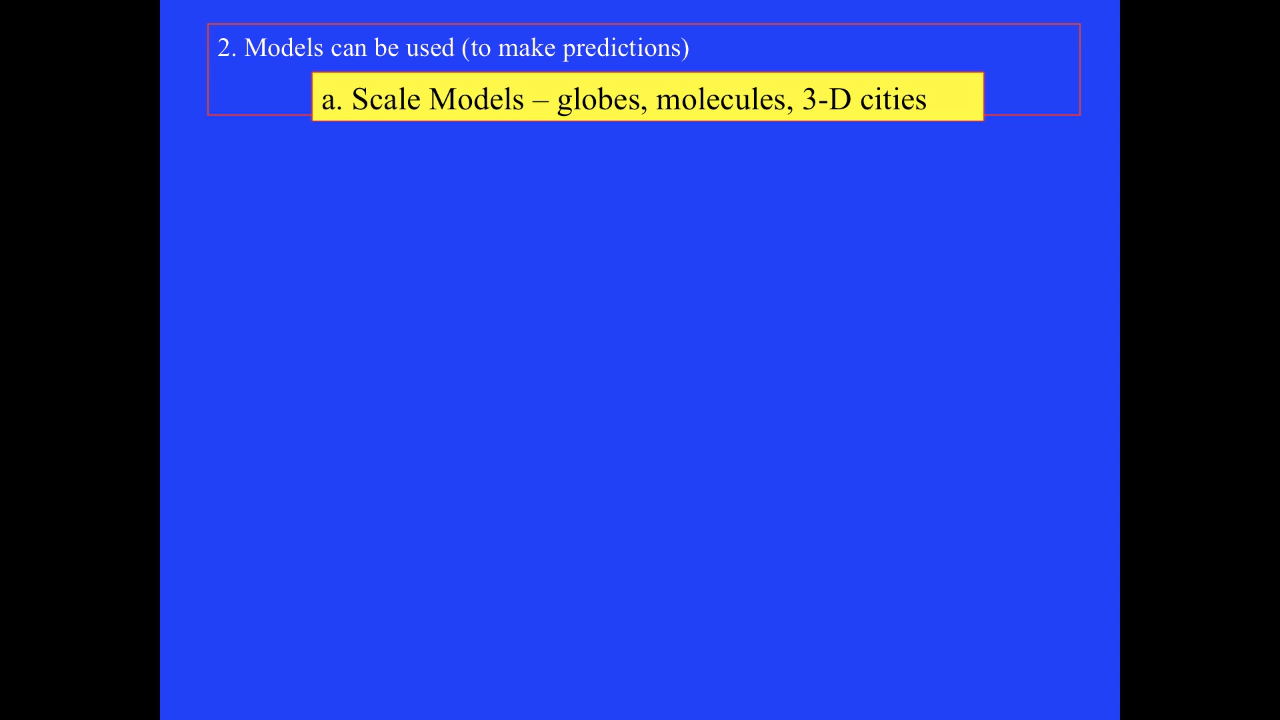 2. Models can be used (to make predictions)
a. Scale Models – globes, molecules, 3-D cities